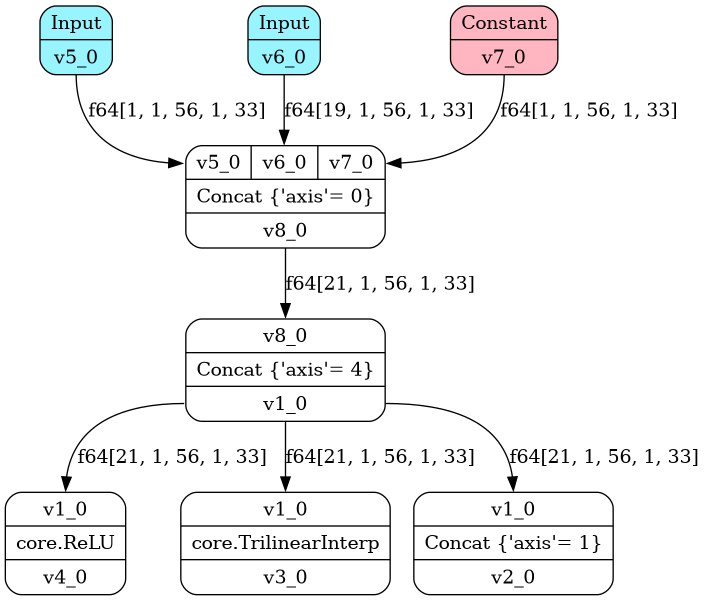 Input
v5_0
Input
v6_0
Constant
v7_0
f64[1, 1, 56, 1, 33]
f64[19, 1, 56, 1, 33]
f64[1, 1, 56, 1, 33]
v5_0 v6_0 v7_0
Concat {'axis'= 0}
v8_0
f64[21, 1, 56, 1, 33]
v8_0
Concat {'axis'= 4}
v1_0
f64[21, 1, 56, 1, 33]
f64[21, 1, 56, 1, 33]
f64[21, 1, 56, 1, 33]
v1_0
core.ReLU
v4_0
v1_0
core.TrilinearInterp
v3_0
v1_0
Concat {'axis'= 1}
v2_0